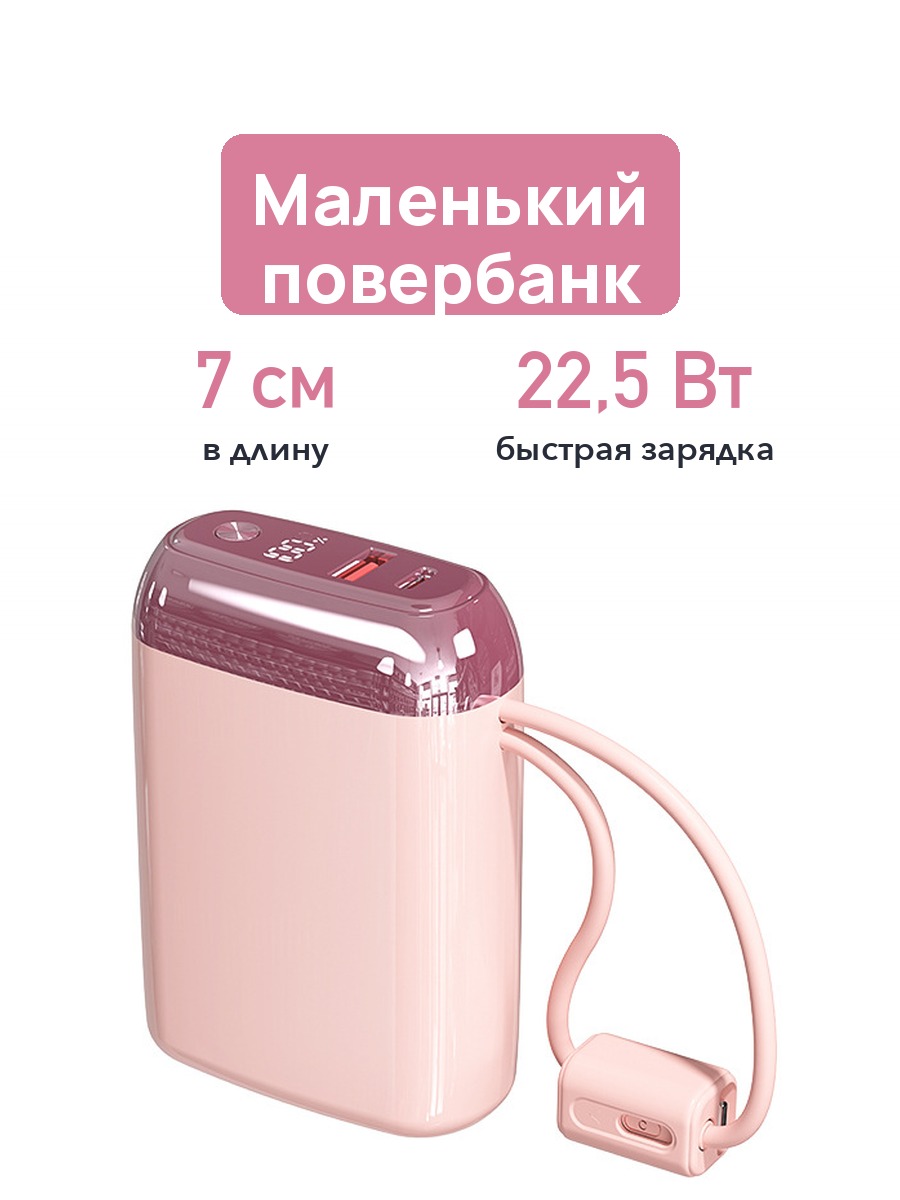 Маленький
повербанк
7 см
22,5 Вт
в длину
быстрая зарядка
%
C